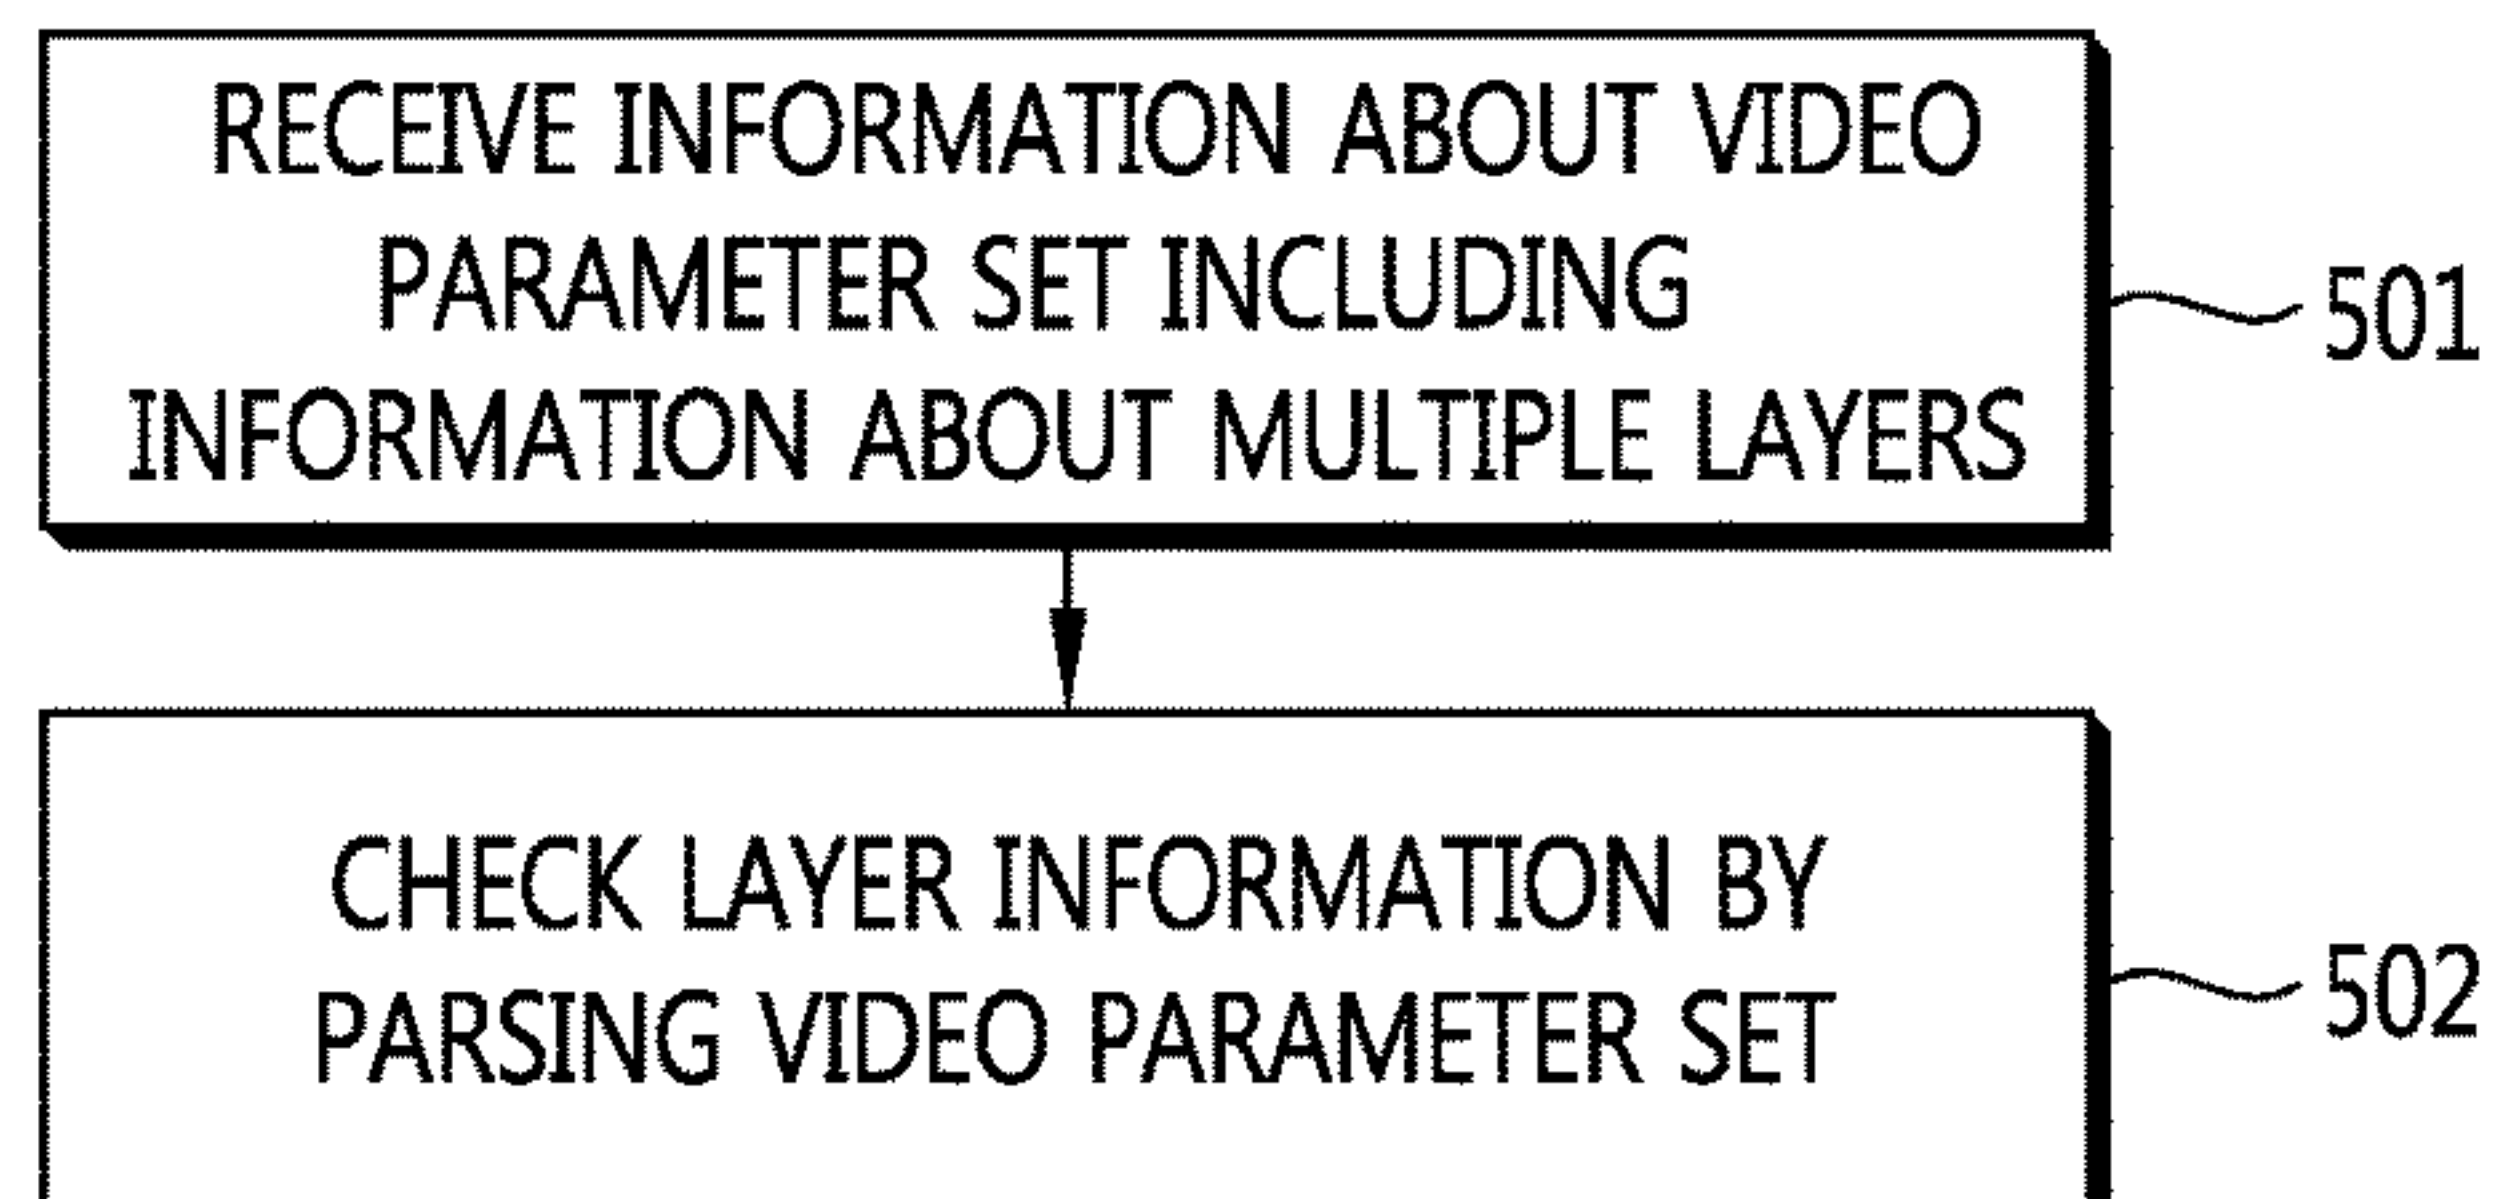 RECEIVE INFORMATION ABOUT VIDEO
PARAMETER SET INCLUDING
INFORMATION ABOUT MULTIPLE LAYERS
501
CHECK LAYER INFORMATION BY
PARSING VIDEO PARAMETER SET
502